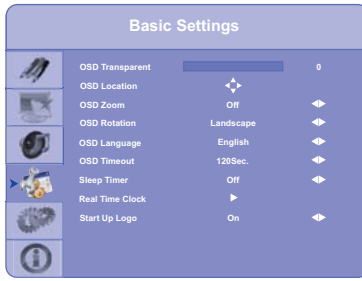 Basic Settings
OSD Transparent 0
OSD Location
OSD Zoom Off
OSD Rotation Landscape
OSD Language English
OSD Timeout 120Sec.
Sleep Timer Off
Real Time Clock
Start Up Logo On